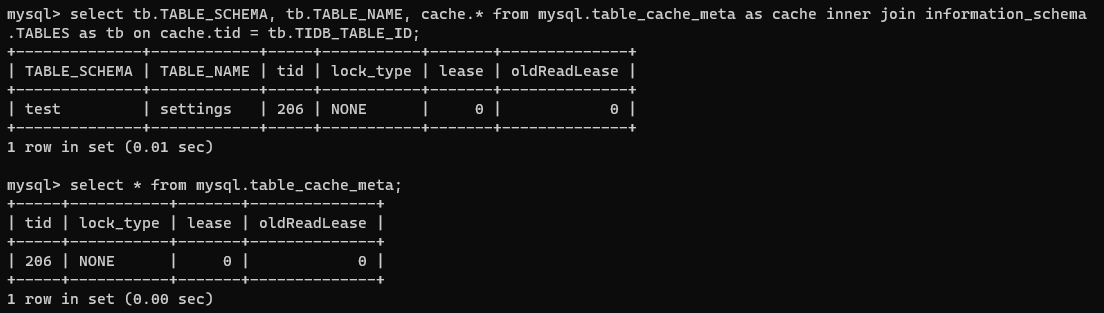 mysql> select tb.TABLE_SCHEMA, tb.TABLE_NAME, cache.* from mysql.table_cache_meta as cache inner join information_schema
.TABLES as tb on cache.tid = tb.TIDB_TABLE_ID;
+--------------+------------+-----+-----------+-------+--------------+
| TABLE_SCHEMA | TABLE_NAME | tid | lock_type | lease | oldReadLease |
+--------------+------------+-----+-----------+-------+--------------+
| test         | settings   | 206 | NONE      |     0 |            0 |
+--------------+------------+-----+-----------+-------+--------------+
1 row in set (0.01 sec)

mysql> select * from mysql.table_cache_meta;
+-----+-----------+-------+--------------+
| tid | lock_type | lease | oldReadLease |
+-----+-----------+-------+--------------+
| 206 | NONE      |     0 |            0 |
+-----+-----------+-------+--------------+
1 row in set (0.00 sec)